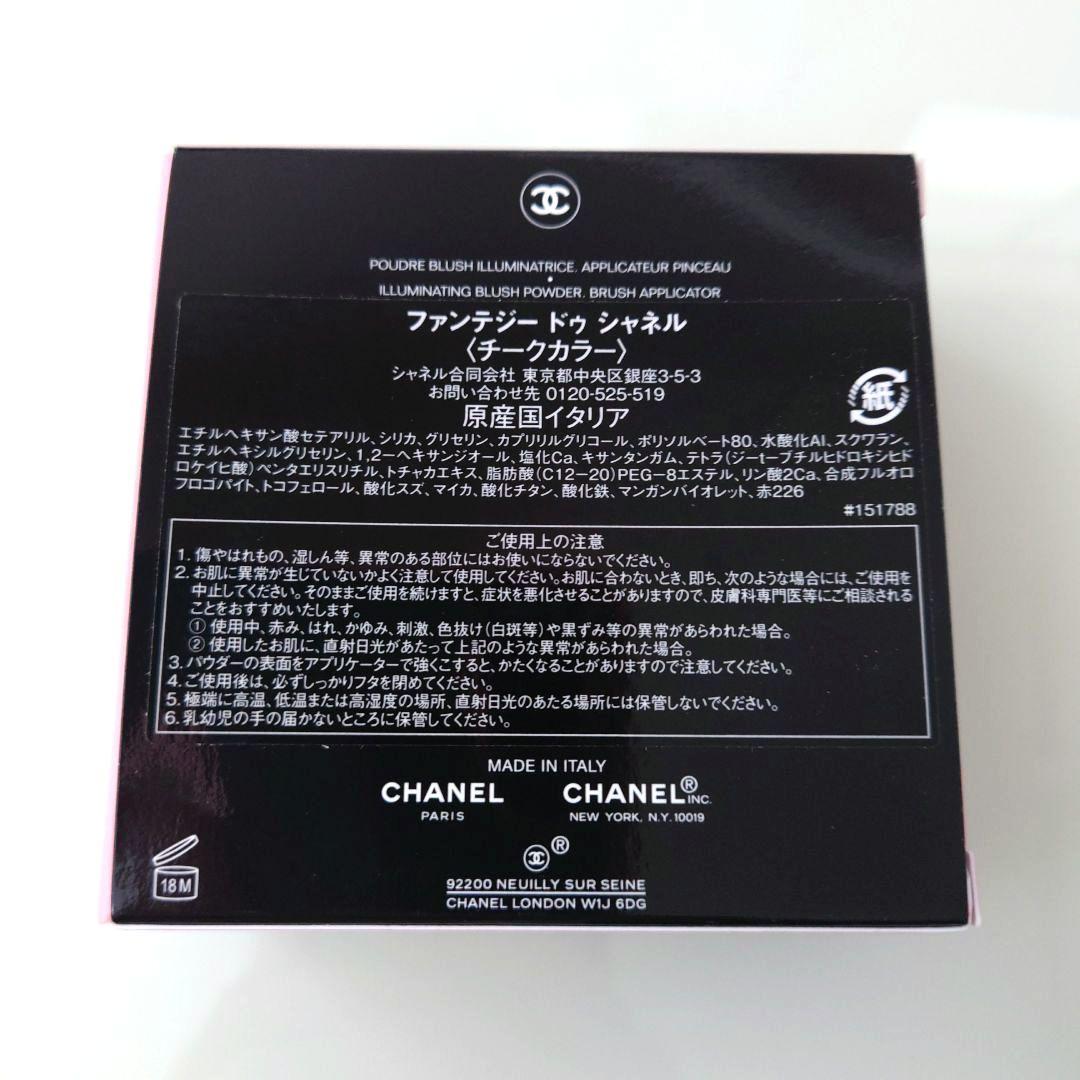 POUDRE BLUSH ILLUMINATRICE. APPLICATEUR PINCEAU
•
ILLUMINATING BLUSH POWDER. BRUSH APPLICATOR
ファンテジー ドゥ シャネル
〈チークカラー〉
シャネル合同会社 東京都中央区銀座3-5-3
お問い合わせ先 0120-525-519
原産国イタリア
紙
エチルヘキサン酸セテアリル、シリカ、グリセリン、カプリリルグリコール、ポリソルベート80、水酸化Al、スクワラン、
エチルヘキシルグリセリン、1,2-ヘキサンジオール、塩化Ca、キサンタンガム、テトラ(ジ-t-ブチルヒドロキシヒド
ロケイヒ酸)ペンタエリスリチル、トチャカエキス、脂肪酸(C12-20)PEG-8エステル、リン酸2Ca、合成フルオロ
フロゴパイト、トコフェロール、酸化スズ、マイカ、酸化チタン、酸化鉄、マンガンバイオレット、赤226
#151788
ご使用上の注意
1. 傷やはれもの、湿しん等、異常のある部位にはお使いにならないでください。
2. お肌に異常が生じていないかよく注意して使用してください。お肌に合わないとき、即ち、次のような場合には、ご使用を
中止してください。そのままご使用を続けますと、症状を悪化させることがありますので、皮膚科専門医等にご相談される
ことをおすすめいたします。
① 使用中、赤み、はれ、かゆみ、刺激、色抜け(白斑等)や黒ずみ等の異常があらわれた場合。
② 使用したお肌に、直射日光があたって上記のような異常があらわれた場合。
3. パウダーの表面をアプリケーターで強くこすると、かたくなることがありますので注意してください。
4. ご使用後は、必ずしっかりフタを閉めてください。
5. 極端に高温、低温または高湿度の場所、直射日光のあたる場所には保管しないでください。
6. 乳幼児の手の届かないところに保管してください。
MADE IN ITALY
CHANEL CHANEL® INC.
PARIS NEW YORK, N.Y. 10019
®
18M
92200 NEUILLY SUR SEINE
CHANEL LONDON W1J 6DG